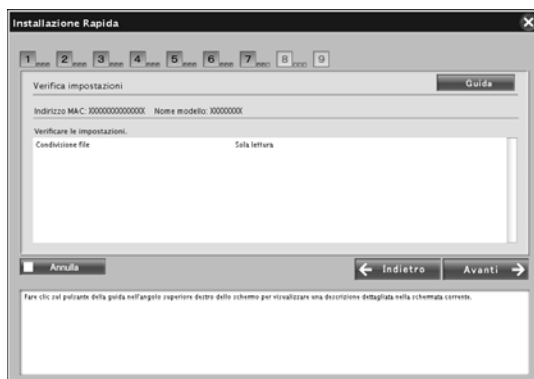 Installazione Rapida
1 2 3 4 5 6 7 8 9
Verifica impostazioni Guida
Indirizzo MAC: XXXXXXXXXXXXXX Nome modello: XXXXXXXX
Verificare le impostazioni.
Condivisione file Sola lettura
Annulla Indietro Avanti
Fare clic sul pulsante della guida nell'angolo superiore destro dello schermo per visualizzare una descrizione dettagliata nella schermata corrente.